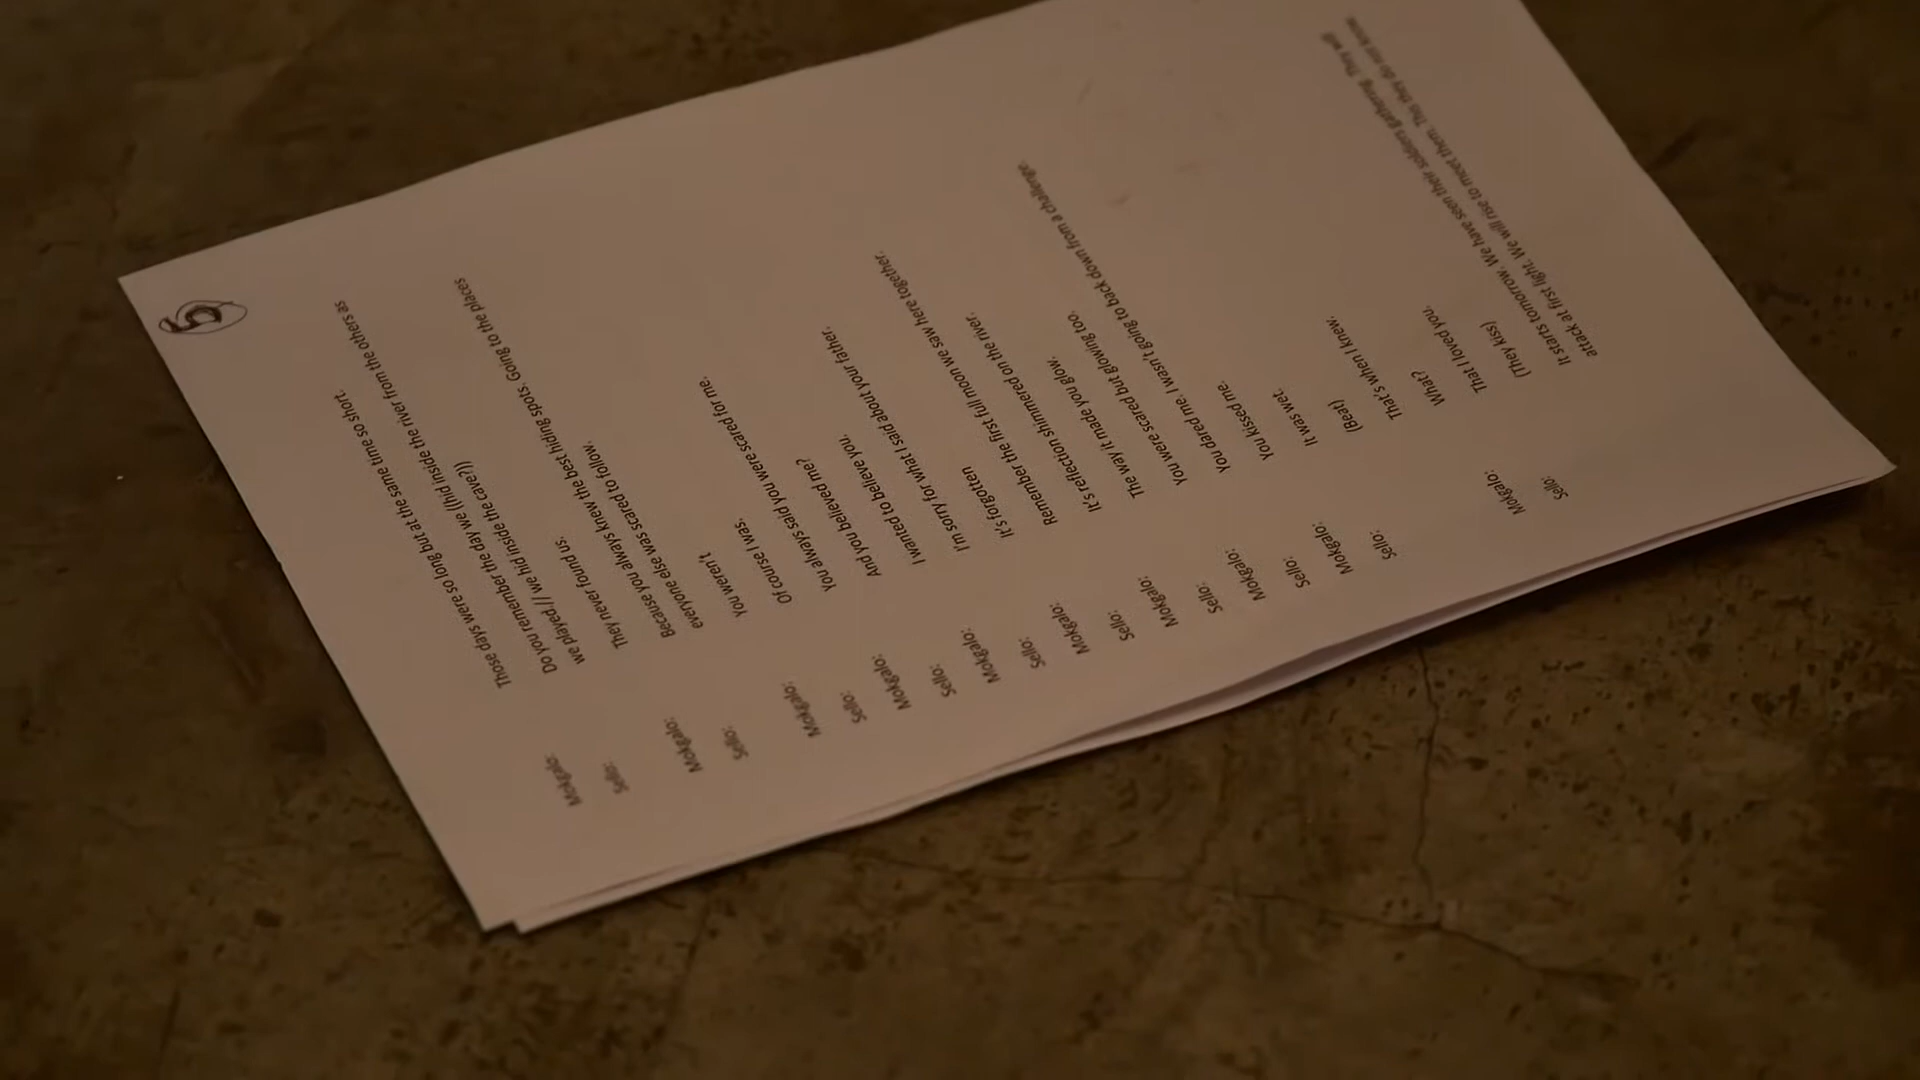 5
Mokgalo: Those days were so long but at the same time so short.
Sello: Do you remember the day we ((hid inside the river from the others as
we played.// we hid inside the cave?))
Mokgalo: They never found us.
Sello: Because you always knew the best hiding spots. Going to the places
everyone else was scared to follow.
Mokgalo: You weren't
Sello: Of course I was.
Mokgalo: You always said you were scared for me.
Sello: And you believed me?
Mokgalo: I wanted to believe you.
Sello: I'm sorry for what I said about your father.
Mokgalo: It's forgotten
Sello: Remember the first full moon we saw here together.
Mokgalo: It's reflection shimmered on the river.
Sello: The way it made you glow.
Mokgalo: You were scared but glowing too.
Sello: You dared me. I wasn't going to back down from a challenge.
Mokgalo: You kissed me
Sello: It was wet.
(Beat)
That's when I knew.
Mokgalo: What?
Sello: That I loved you.
(They kiss)
It starts tomorrow. We have seen their soldiers gathering. They will
attack at first light. We will rise to meet them. This they do not know